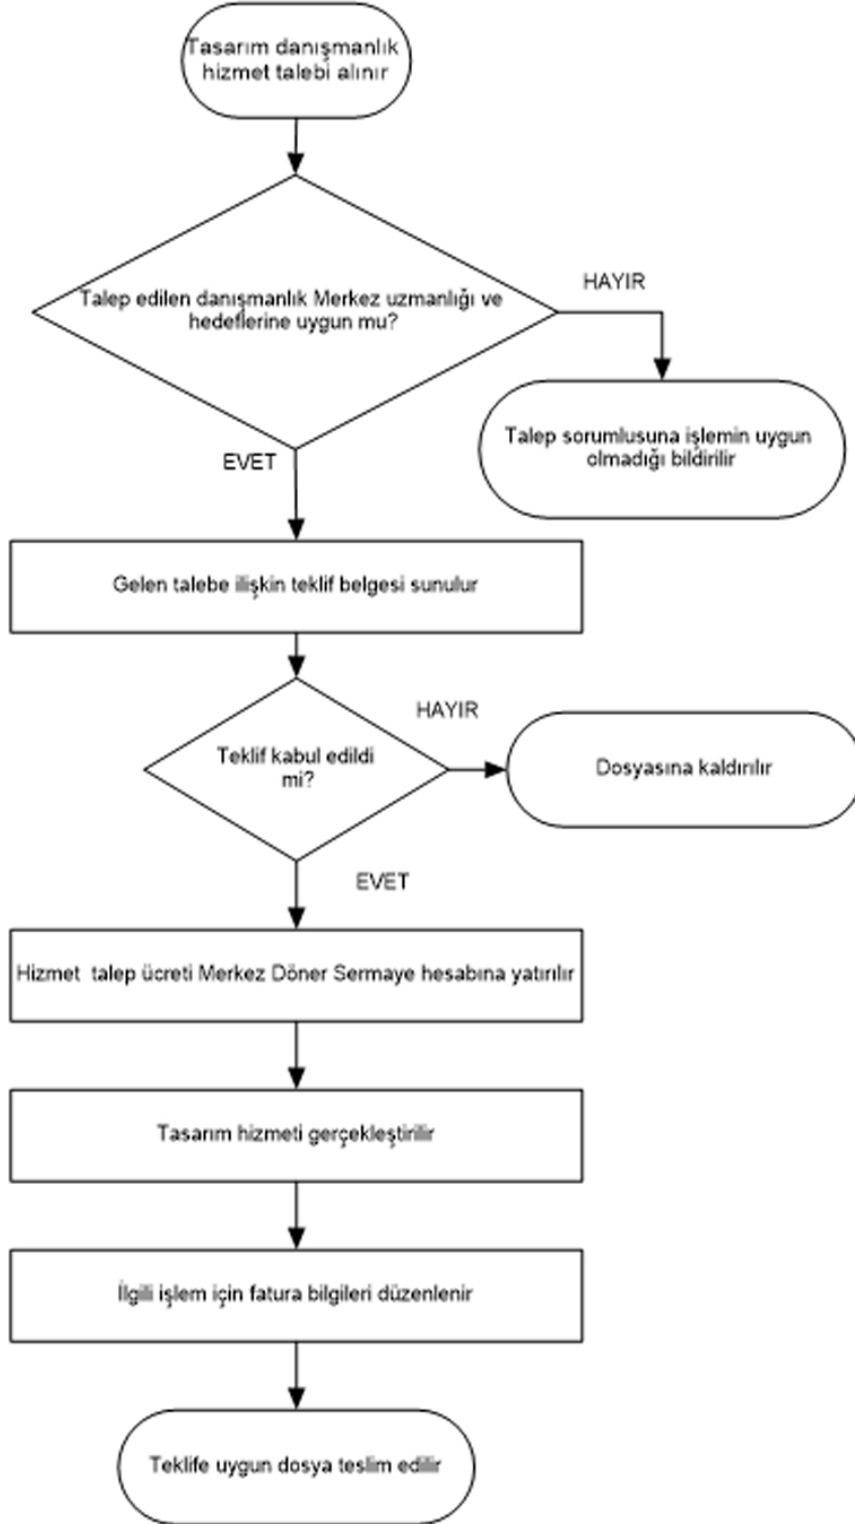 Tasarım danışmanlık
hizmet talebi alınır
Talep edilen danışmanlık Merkez uzmanlığı ve
hedeflerine uygun mu?
HAYIR
Talep sorumlusuna işlemin uygun
olmadığı bildirilir
EVET
Gelen talebe ilişkin teklif belgesi sunulur
Teklif kabul edildi
mi?
HAYIR
Dosyasına kaldırılır
EVET
Hizmet talep ücreti Merkez Döner Sermaye hesabına yatırılır
Tasarım hizmeti gerçekleştirilir
İlgili işlem için fatura bilgileri düzenlenir
Teklife uygun dosya teslim edilir